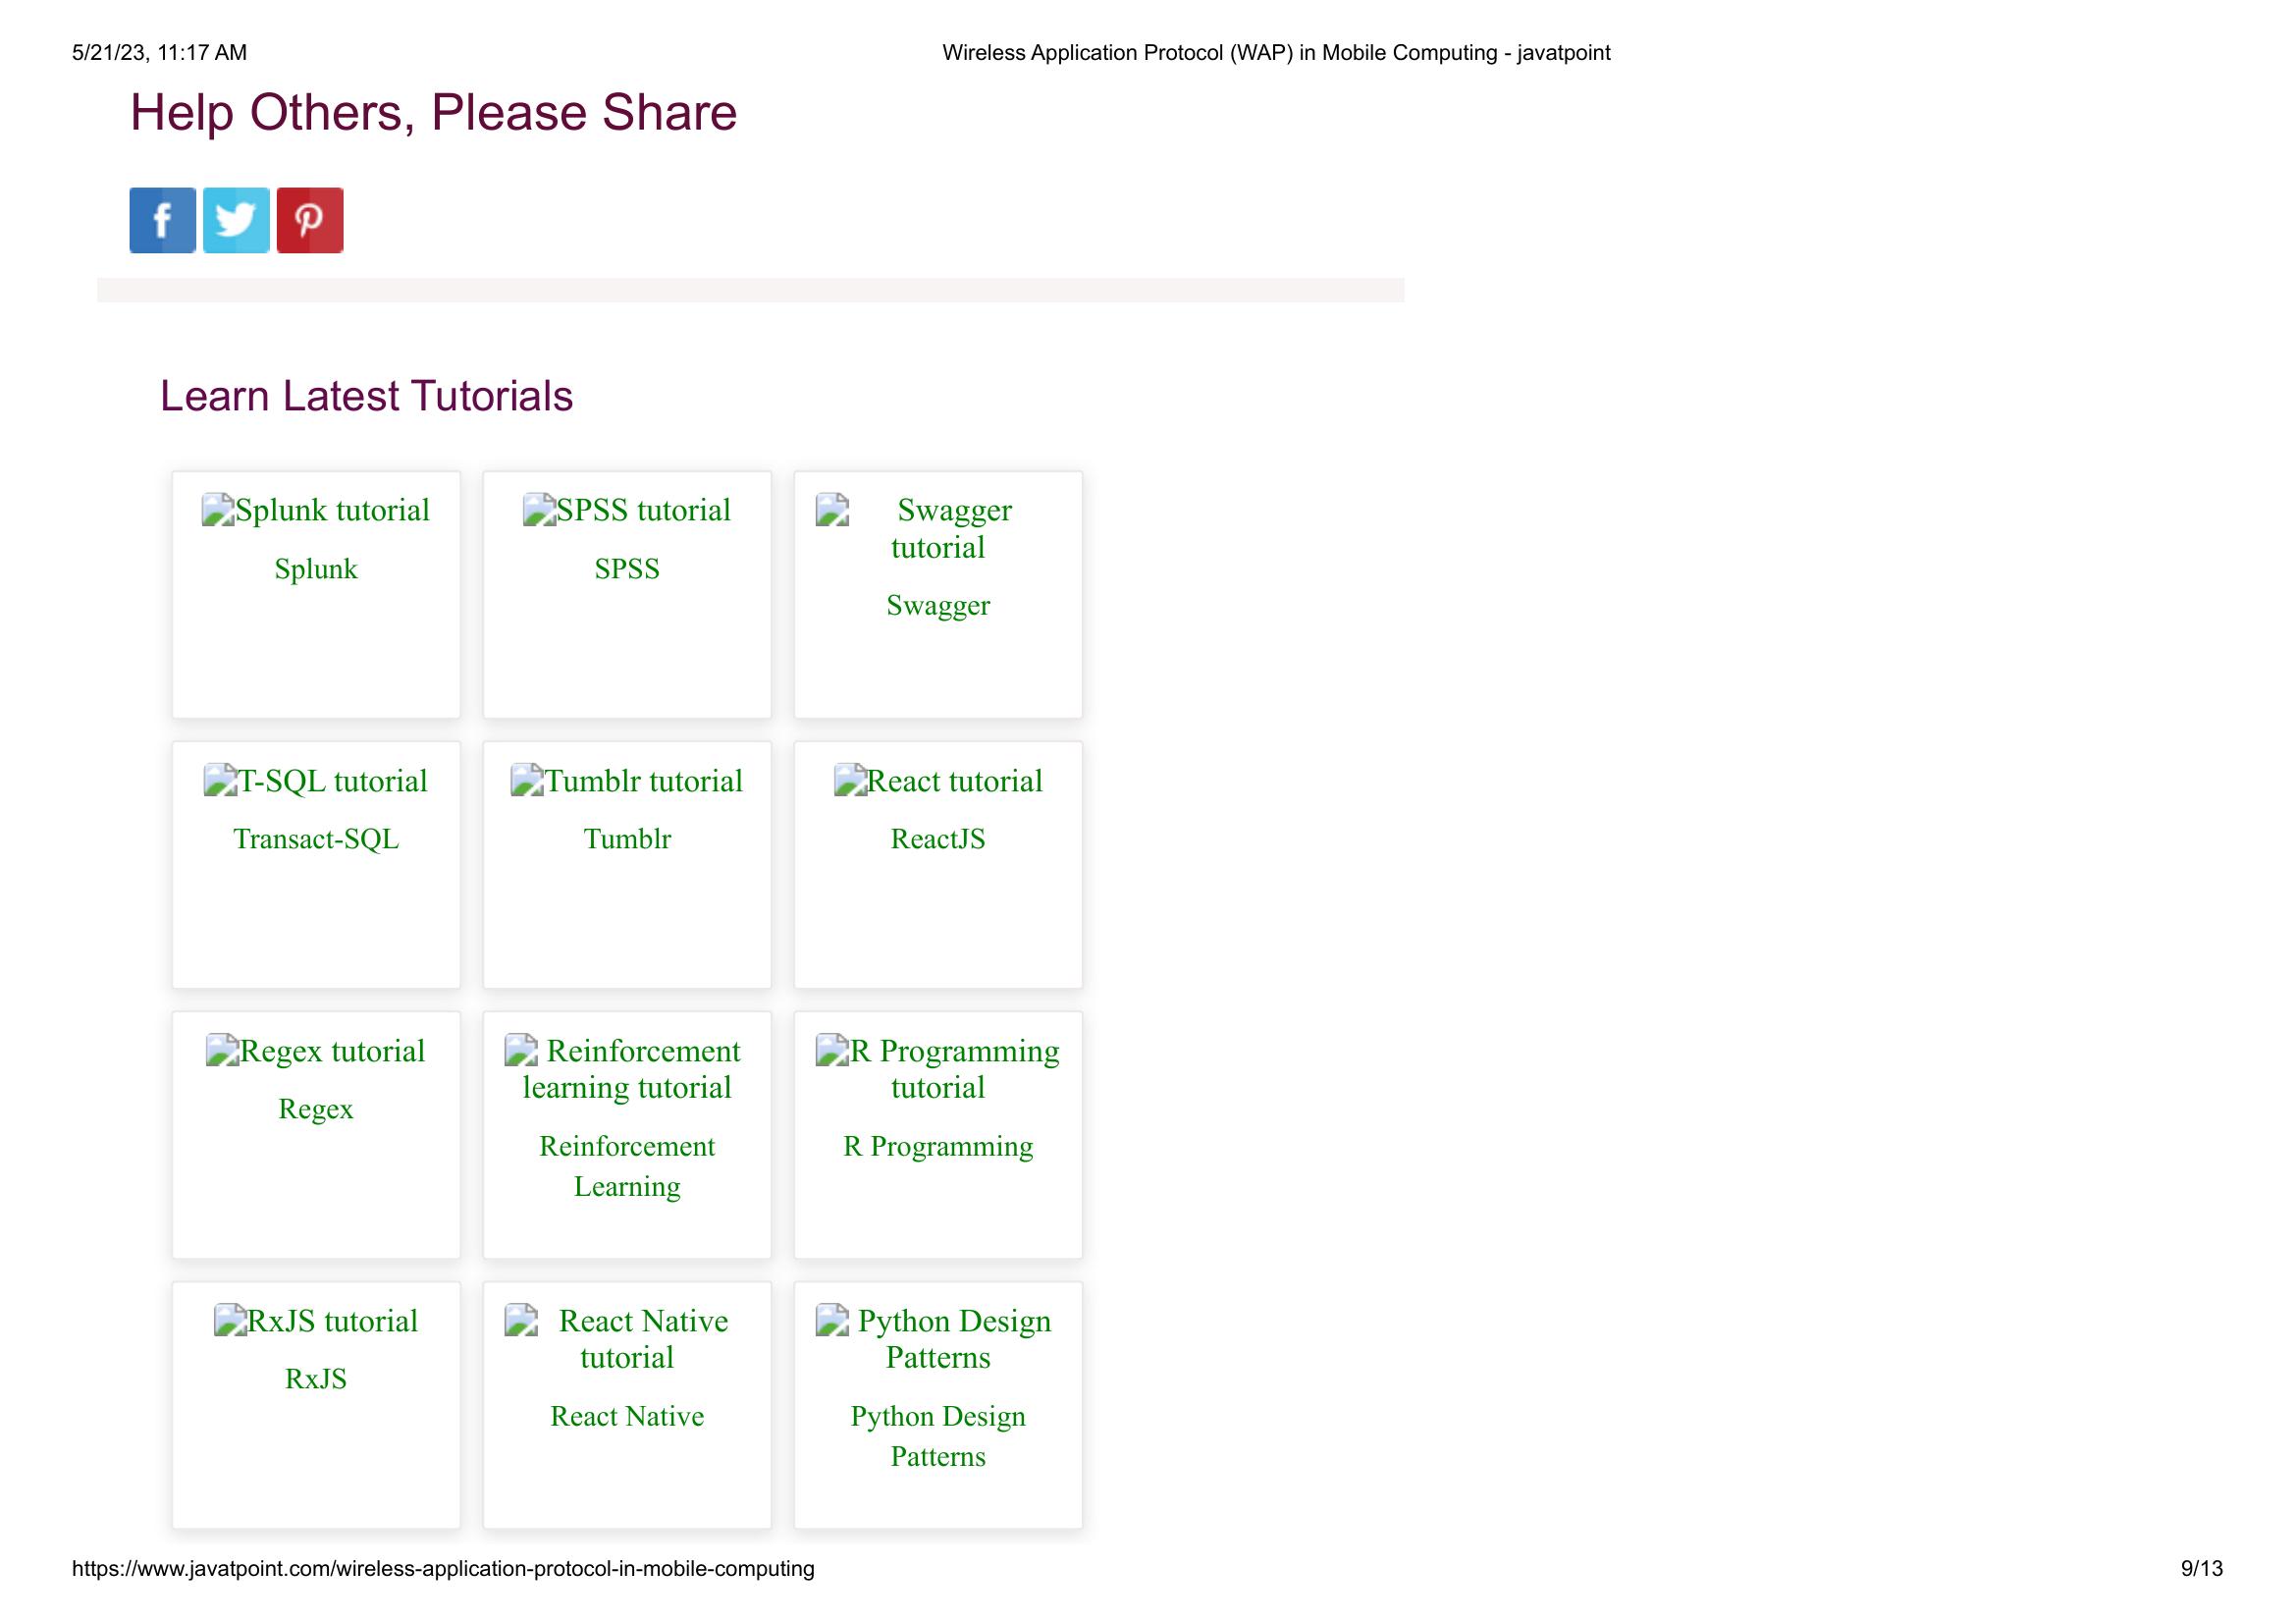 5/21/23, 11:17 AM
Wireless Application Protocol (WAP) in Mobile Computing - javatpoint
Help Others, Please Share
Learn Latest Tutorials
Splunk tutorial
Splunk
SPSS tutorial
SPSS
Swagger
tutorial
Swagger
T-SQL tutorial
Transact-SQL
Tumblr tutorial
Tumblr
React tutorial
ReactJS
Regex tutorial
Regex
Reinforcement
learning tutorial
Reinforcement
Learning
R Programming
tutorial
R Programming
RxJS tutorial
RxJS
React Native
tutorial
React Native
Python Design
Patterns
Python Design
Patterns
https://www.javatpoint.com/wireless-application-protocol-in-mobile-computing
9/13